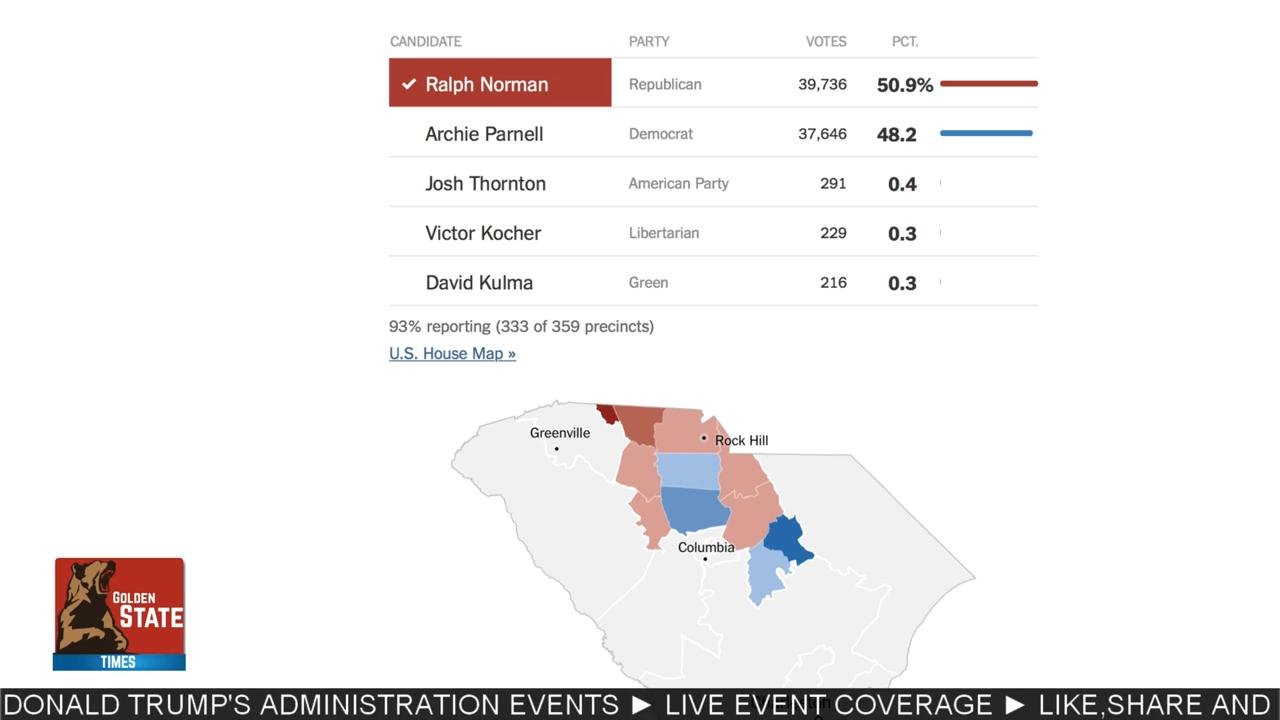 CANDIDATE PARTY VOTES PCT.
✓ Ralph Norman Republican 39,736 50.9%
Archie Parnell Democrat 37,646 48.2
Josh Thornton American Party 291 0.4
Victor Kocher Libertarian 229 0.3
David Kulma Green 216 0.3
93% reporting (333 of 359 precincts)
U.S. House Map »
Greenville
Rock Hill
Columbia
GOLDEN
STATE
TIMES
DONALD TRUMP'S ADMINISTRATION EVENTS ► LIVE EVENT COVERAGE ► LIKE,SHARE AND